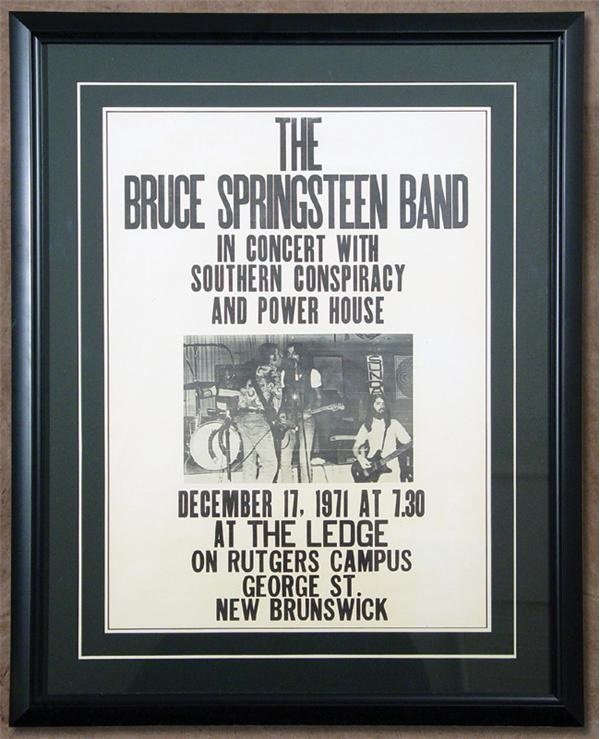 THE
BRUCE SPRINGSTEEN BAND
IN CONCERT WITH
SOUTHERN CONSPIRACY
AND POWER HOUSE
SUND
DECEMBER 17, 1971 AT 7.30
AT THE LEDGE
ON RUTGERS CAMPUS
GEORGE ST.
NEW BRUNSWICK